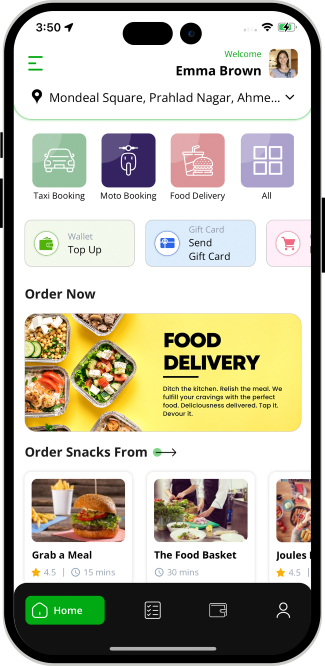 3:50
Welcome
Emma Brown
Mondeal Square, Prahlad Nagar, Ahme...
Taxi Booking
Moto Booking
Food Delivery
All
Wallet
Top Up
Gift Card
Send
Gift Card
Order Now
FOOD
DELIVERY
Ditch the kitchen. Relish the meal. We
fulfill your cravings with the perfect
food. Deliciousness delivered. Tap it.
Devour it.
Order Snacks From
Grab a Meal
The Food Basket
Joules
4.5 | 15 mins
30 mins
4.5 |
Home